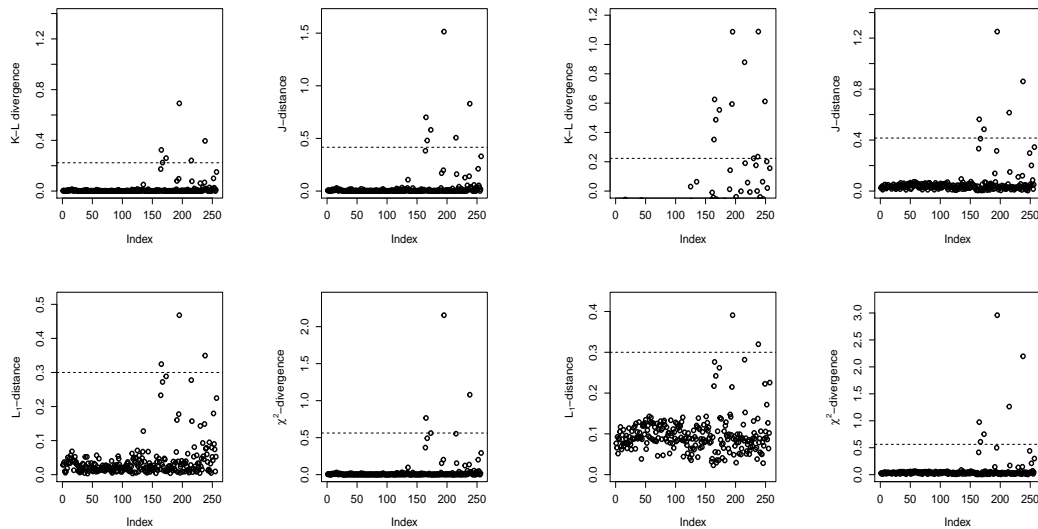 K−L divergence
0.0 0.4 0.8 1.2
0 50 100 150 200 250
Index
J−distance
0.0 0.5 1.0 1.5
0 50 100 150 200 250
Index
K−L divergence
0.0 0.2 0.4 0.6 0.8 1.0 1.2
0 50 100 150 200 250
Index
J−distance
0.0 0.2 0.4 0.6 0.8 1.0 1.2
0 50 100 150 200 250
Index
L₁−distance
0.0 0.1 0.2 0.3 0.4 0.5
0 50 100 150 200 250
Index
χ²−divergence
0.0 0.5 1.0 1.5 2.0
0 50 100 150 200 250
Index
L₁−distance
0.0 0.1 0.2 0.3 0.4
0 50 100 150 200 250
Index
χ²−divergence
0.0 0.5 1.0 1.5 2.0 2.5 3.0
0 50 100 150 200 250
Index